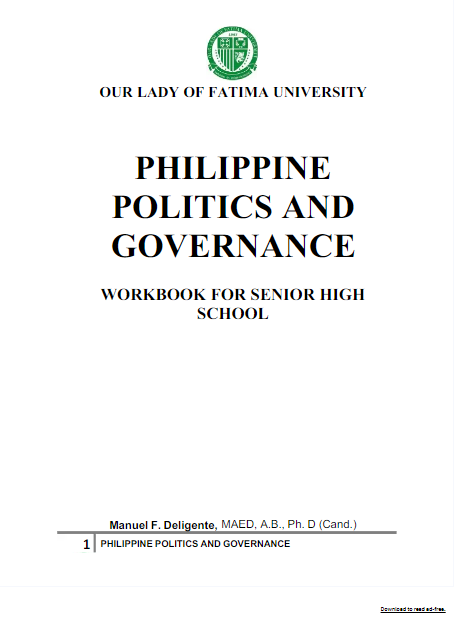 OUR LADY OF FATIMA UNIVERSITY
PHILIPPINE
POLITICS AND
GOVERNANCE
WORKBOOK FOR SENIOR HIGH
SCHOOL
Manuel F. Deligente, MAED, A.B., Ph. D (Cand.)
1 PHILIPPINE POLITICS AND GOVERNANCE
Download to read ad-free.